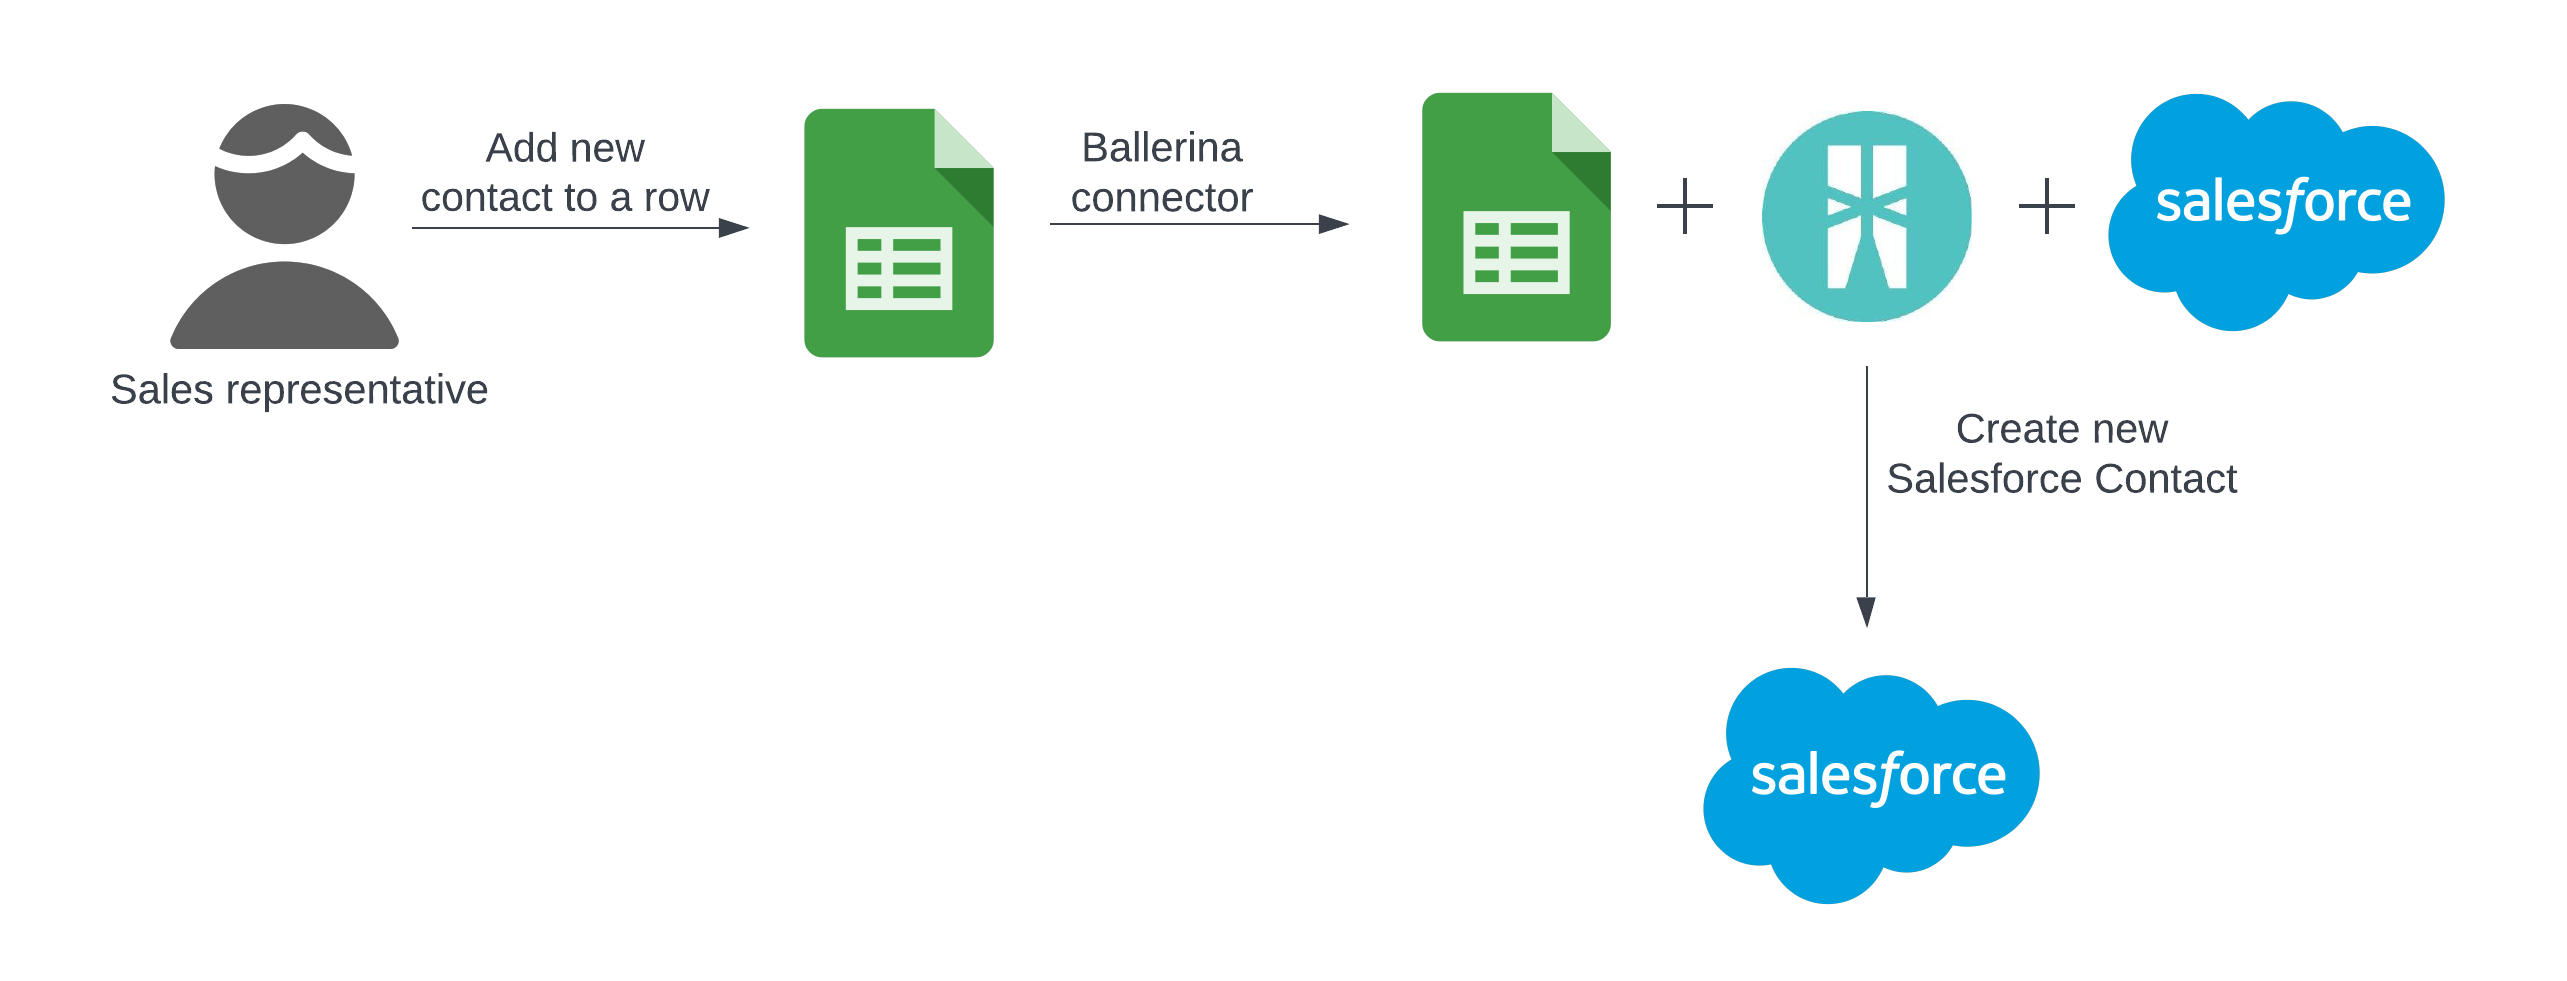 Add new
contact to a row
Ballerina
connector
salesforce
Sales representative
Create new
Salesforce Contact
salesforce